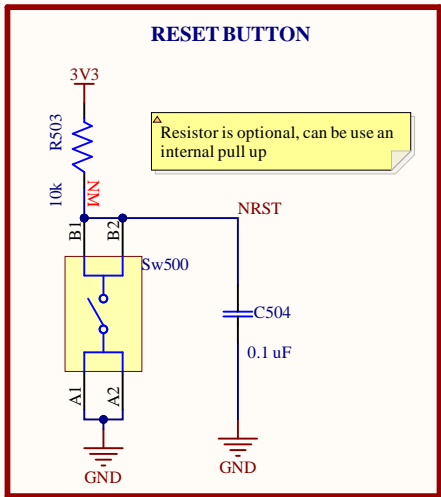 RESET BUTTON
3V3
R503
Resistor is optional, can be use an
internal pull up
10k
NM
NRST
B1
B2
Sw500
C504
0.1 uF
A1
A2
GND
GND